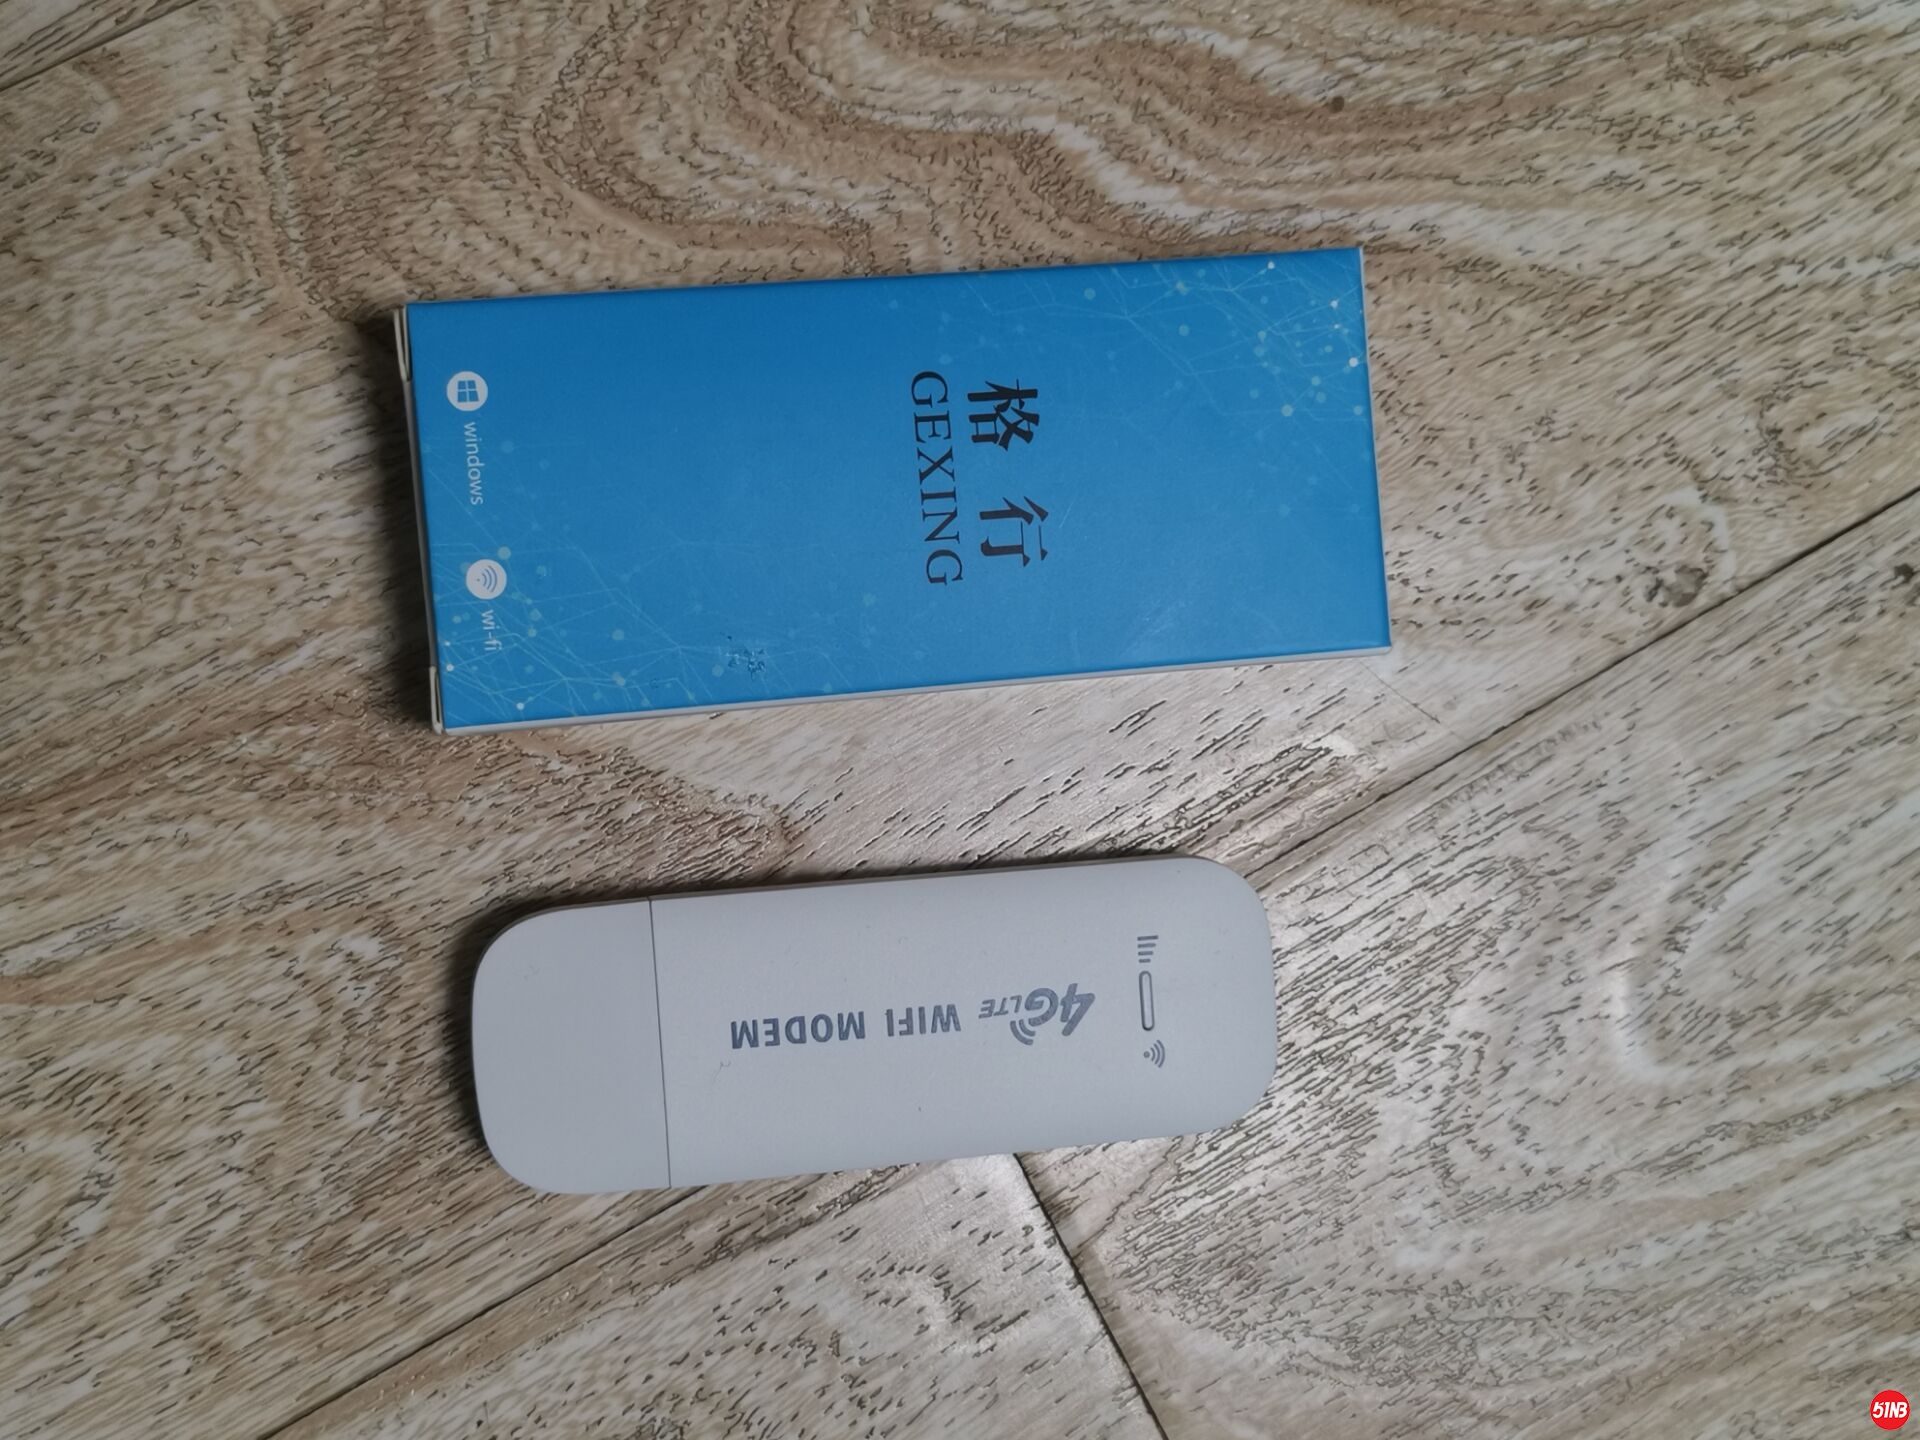 格行
GEXING
windows
wi-fi
4G LTE WIFI MODEM
51NB